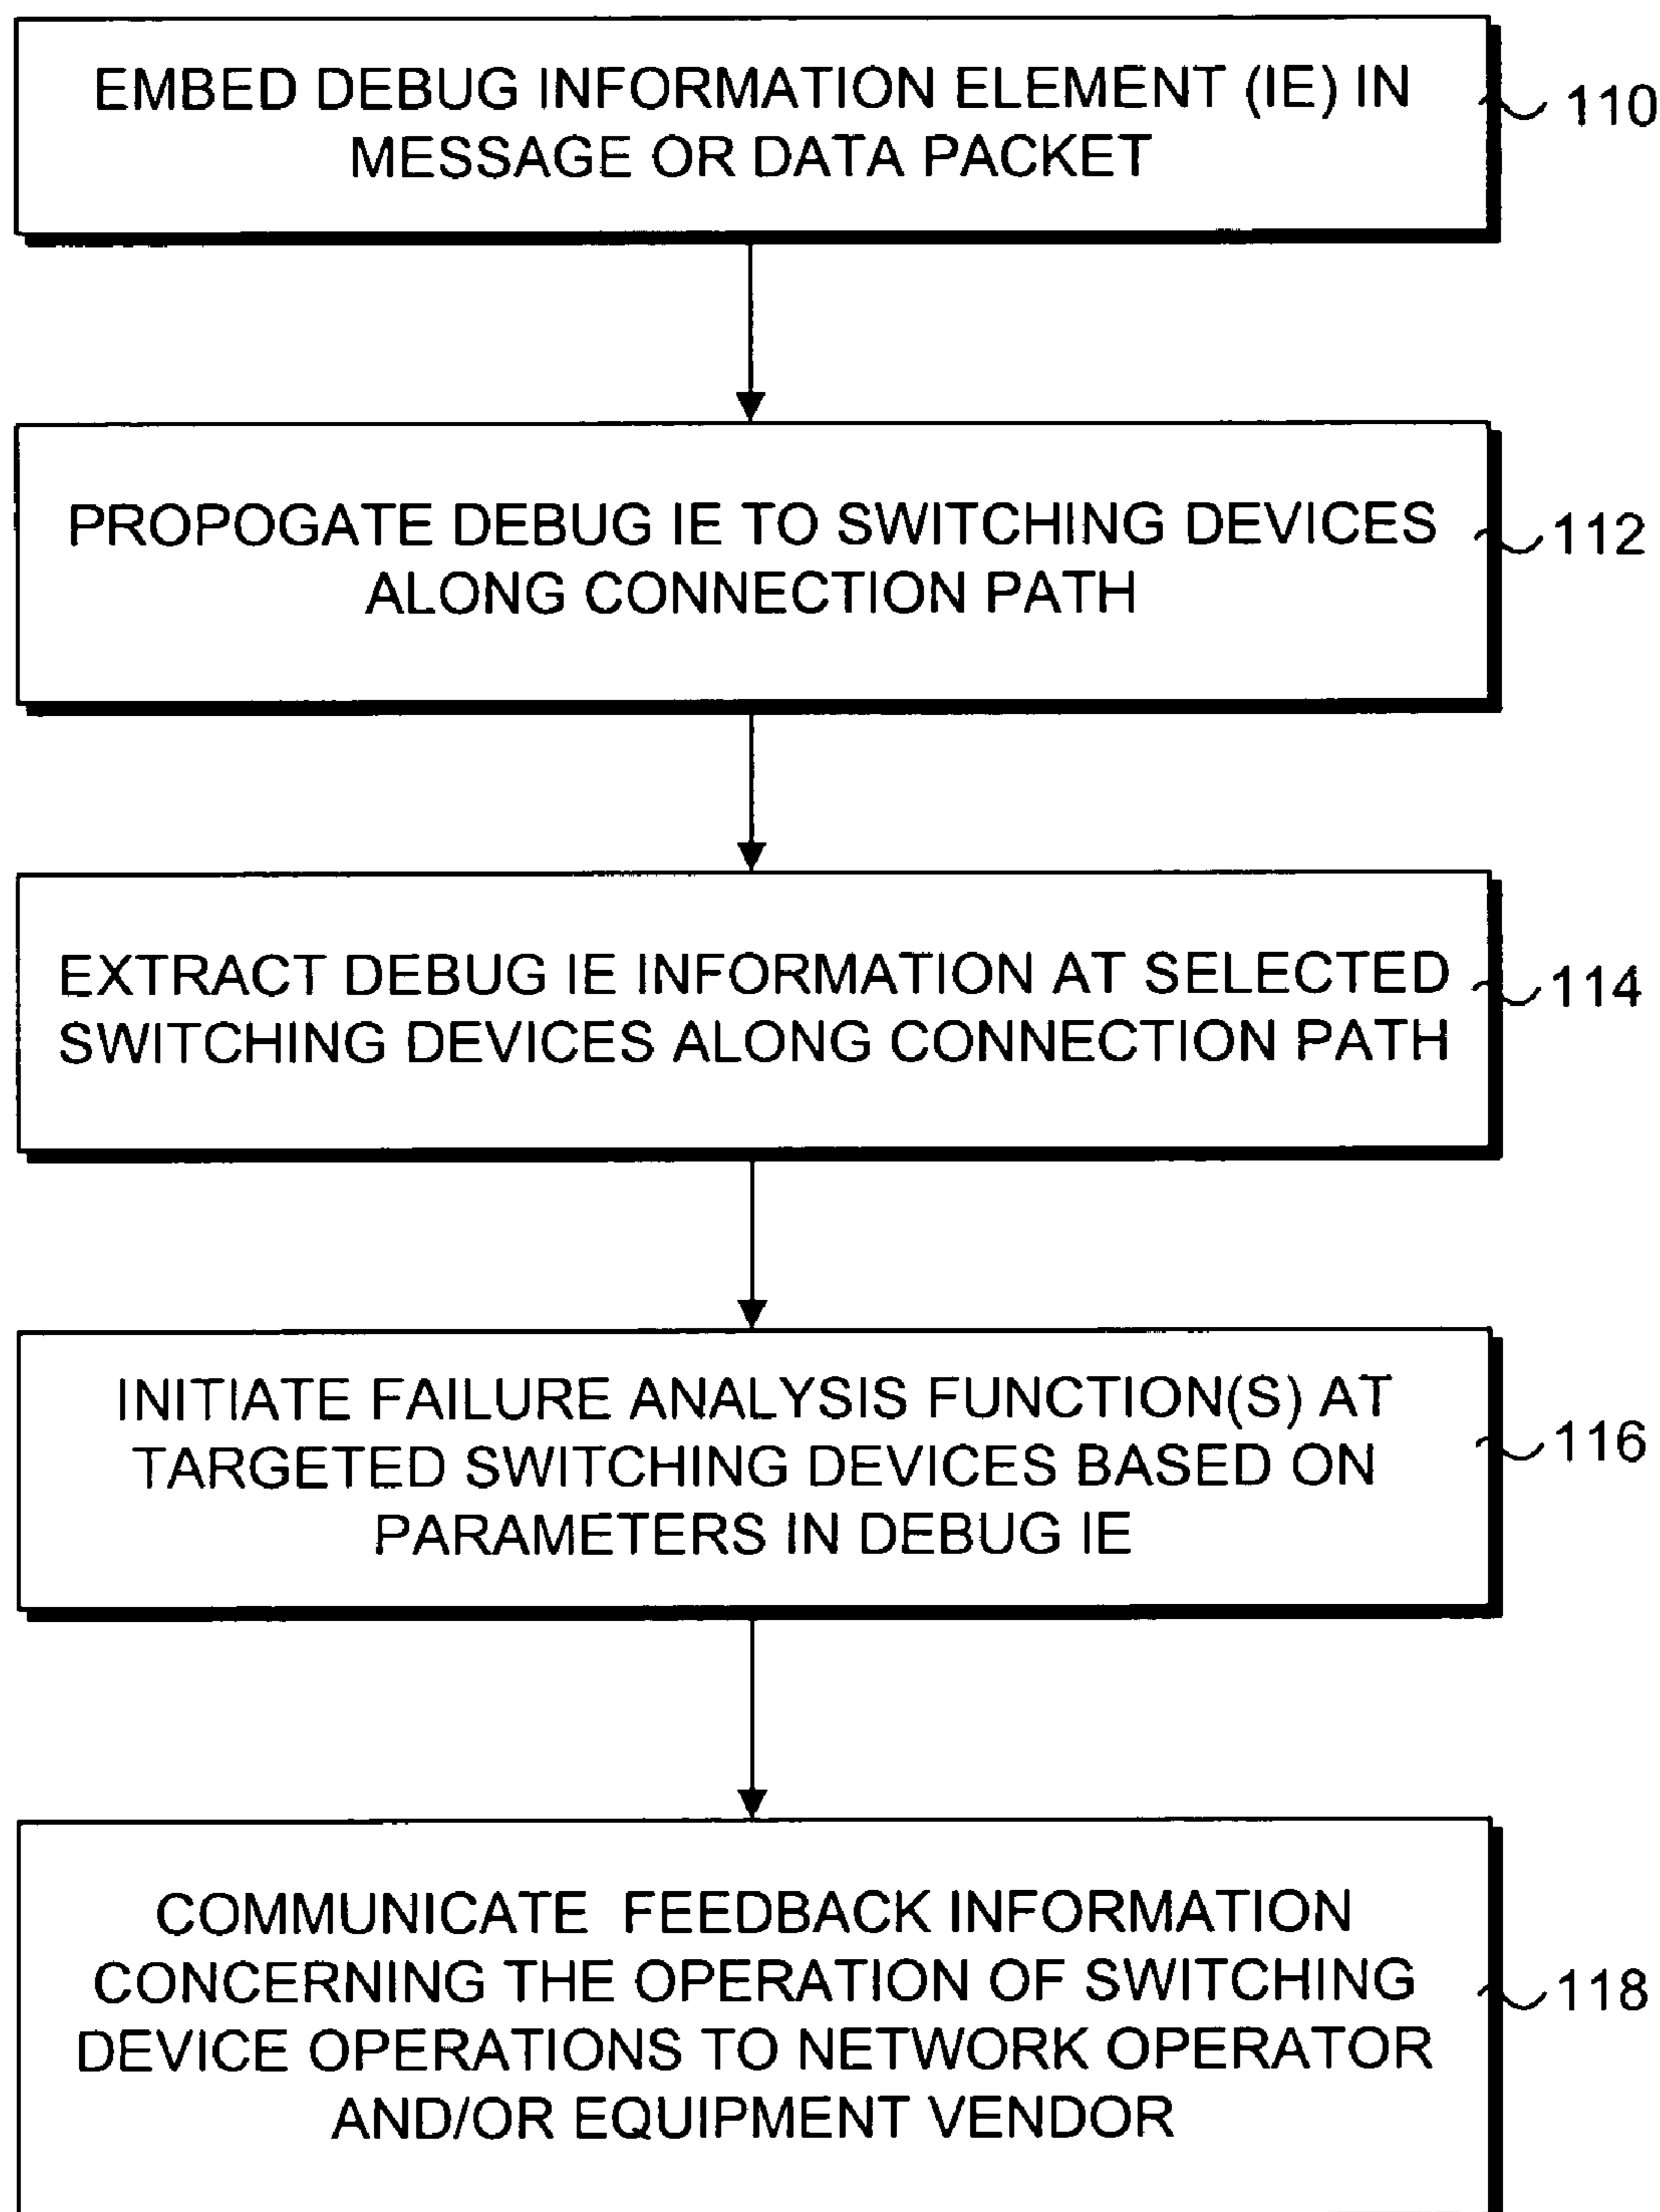 EMBED DEBUG INFORMATION ELEMENT (IE) IN
MESSAGE OR DATA PACKET
110
PROPOGATE DEBUG IE TO SWITCHING DEVICES
ALONG CONNECTION PATH
112
EXTRACT DEBUG IE INFORMATION AT SELECTED
SWITCHING DEVICES ALONG CONNECTION PATH
114
INITIATE FAILURE ANALYSIS FUNCTION(S) AT
TARGETED SWITCHING DEVICES BASED ON
PARAMETERS IN DEBUG IE
116
COMMUNICATE FEEDBACK INFORMATION
CONCERNING THE OPERATION OF SWITCHING
DEVICE OPERATIONS TO NETWORK OPERATOR
AND/OR EQUIPMENT VENDOR
118